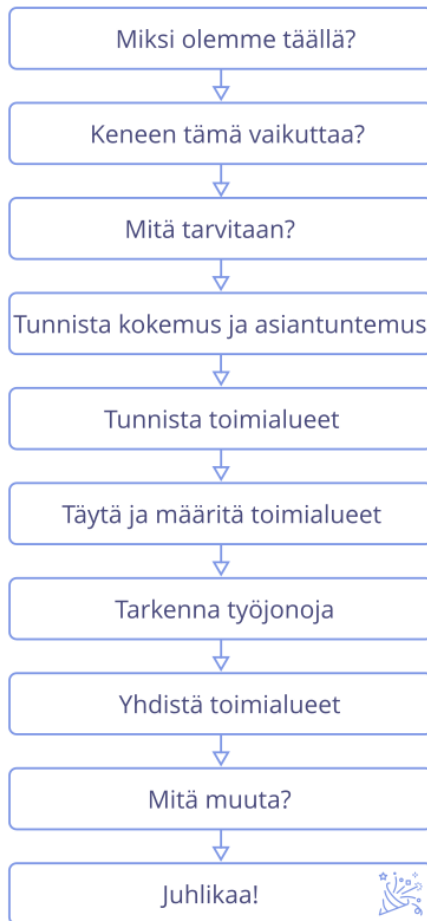 Miksi olemme täällä?
Keneen tämä vaikuttaa?
Mitä tarvitaan?
Tunnista kokemus ja asiantuntemus
Tunnista toimialueet
Täytä ja määritä toimialueet
Tarkenna työjonoja
Yhdistä toimialueet
Mitä muuta?
Juhlikaa!